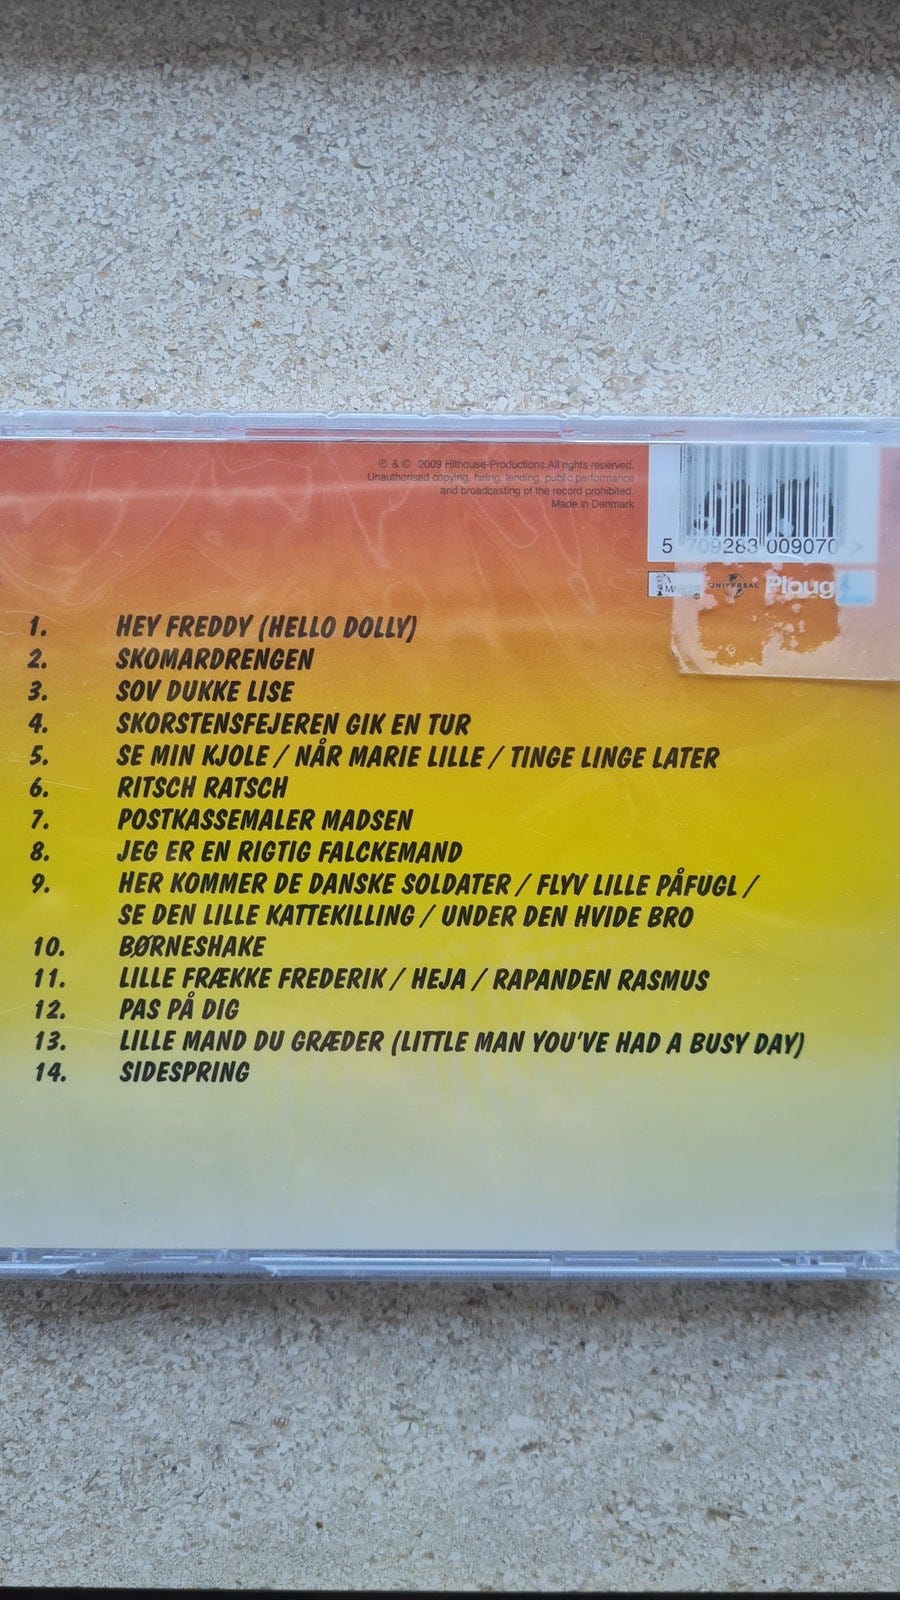 ℗ & © 2009 Hithouse-Productions.All rights reserved.
Unauthorised copying, hiring, lending, public performance
and broadcasting of the record prohibited.
Made in Denmark
5 709283 009070 >
UNIVERSAL Ploug
1. HEY FREDDY (HELLO DOLLY)
2. SKOMARDRENGEN
3. SOV DUKKE LISE
4. SKORSTENSFEJEREN GIK EN TUR
5. SE MIN KJOLE / NÅR MARIE LILLE / TINGE LINGE LATER
6. RITSCH RATSCH
7. POSTKASSEMALER MADSEN
8. JEG ER EN RIGTIG FALCKEMAND
9. HER KOMMER DE DANSKE SOLDATER / FLYV LILLE PÅFUGL /
SE DEN LILLE KATTEKILLING / UNDER DEN HVIDE BRO
10. BØRNESHAKE
11. LILLE FRÆKKE FREDERIK / HEJA / RAPANDEN RASMUS
12. PAS PÅ DIG
13. LILLE MAND DU GRÆDER (LITTLE MAN YOU'VE HAD A BUSY DAY)
14. SIDESPRING